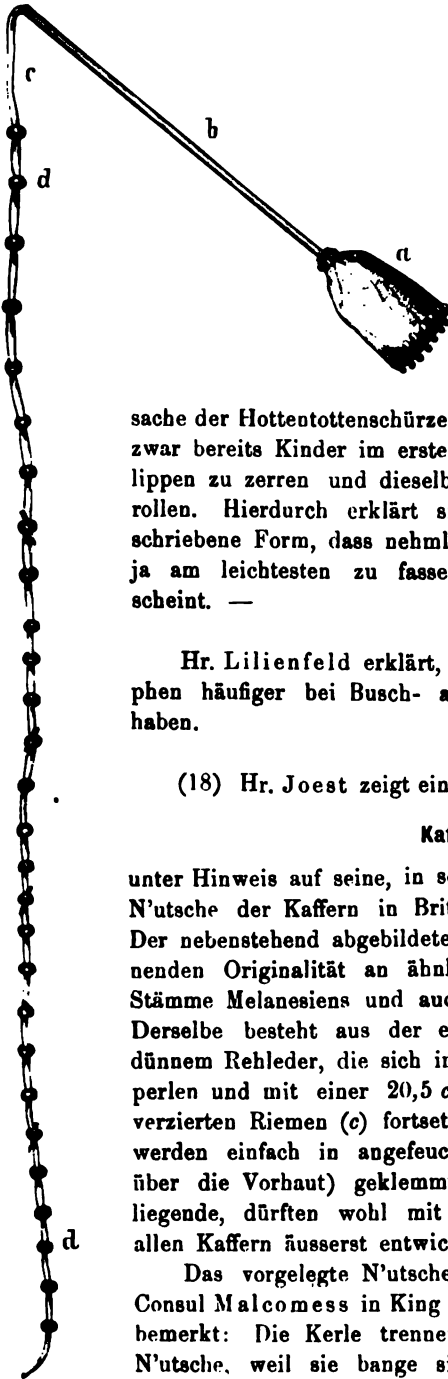 c
b
d
a
sache der Hottentottenschürze
zwar bereits Kinder im erste
lippen zu zerren und dieselb
rollen. Hierdurch erklärt s
schriebene Form, dass nehml
ja am leichtesten zu fasse
scheint. —
Hr. Lilienfeld erklärt,
phen häufiger bei Busch- a
haben.
(18) Hr. Joest zeigt ein
Kaf
unter Hinweis auf seine, in s
N'utsche der Kaffern in Brit
Der nebenstehend abgebildete
nenden Originalität an ähnl
Stämme Melanesiens und auc
Derselbe besteht aus der e
dünnem Rehleder, die sich in
perlen und mit einer 20,5 c
verzierten Riemen (c) fortset
werden einfach in angefeuc
über die Vorhaut) geklemm
liegende, dürften wohl mit
d
allen Kaffern äusserst entwic
Das vorgelegte N'utsche
Consul Malcomess in King
bemerkt: Die Kerle trenne
N'utsche, weil sie bange si